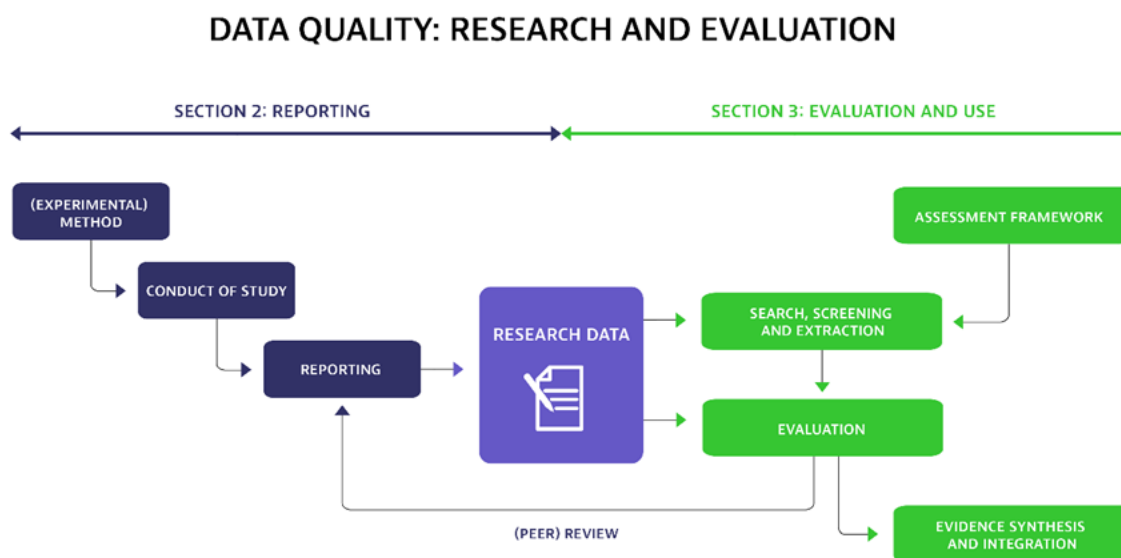 DATA QUALITY: RESEARCH AND EVALUATION
SECTION 2: REPORTING
SECTION 3: EVALUATION AND USE
(EXPERIMENTAL)
METHOD
ASSESSMENT FRAMEWORK
CONDUCT OF STUDY
RESEARCH DATA
SEARCH, SCREENING
AND EXTRACTION
REPORTING
EVALUATION
(PEER) REVIEW
EVIDENCE SYNTHESIS
AND INTEGRATION